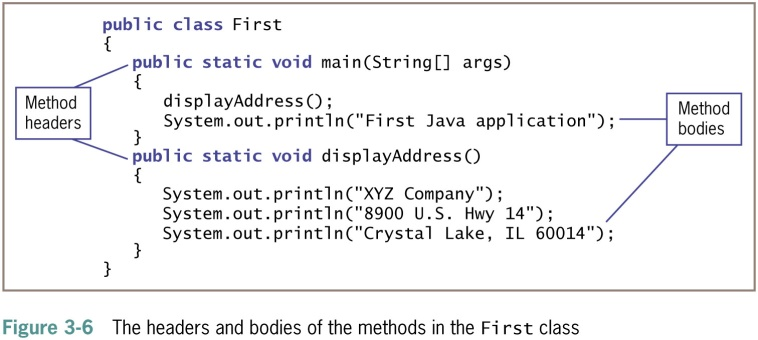 public class First
{
public static void main(String[] args)
{
displayAddress();
System.out.println("First Java application");
}
public static void displayAddress()
{
System.out.println("XYZ Company");
System.out.println("8900 U.S. Hwy 14");
System.out.println("Crystal Lake, IL 60014");
}
}
Method
headers
Method
bodies
Figure 3-6 The headers and bodies of the methods in the First class